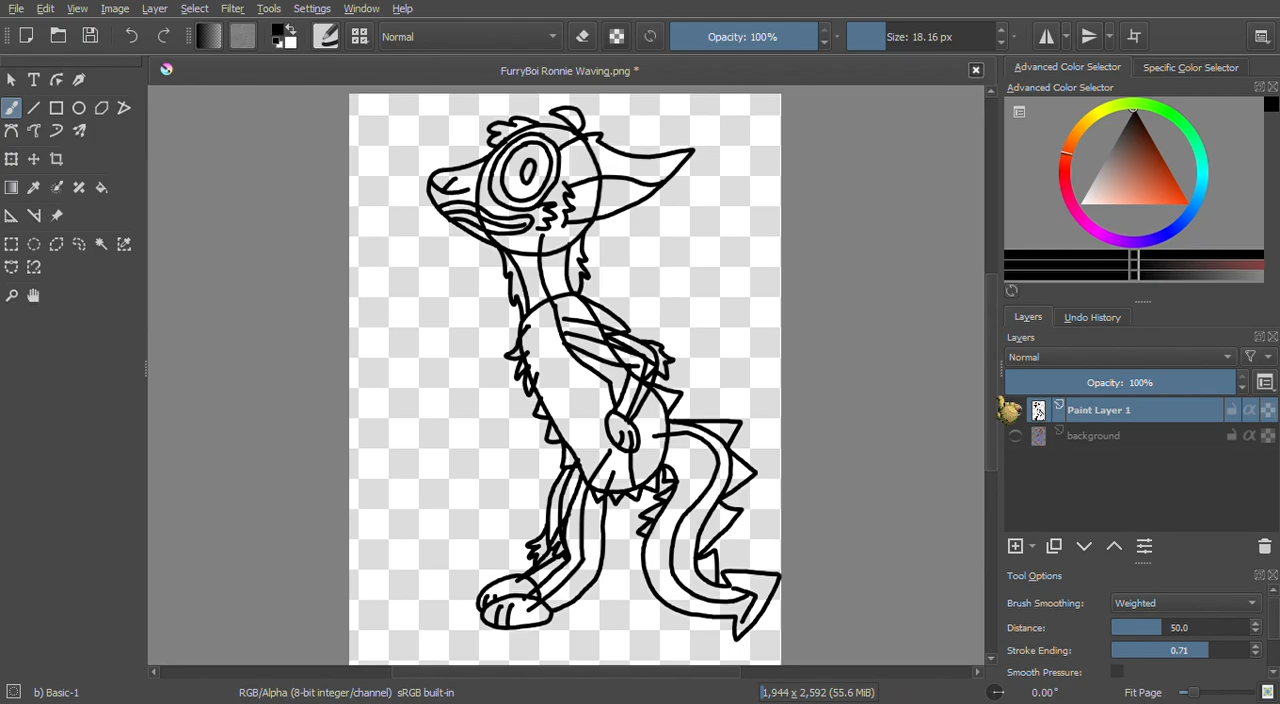 File Edit View Image Layer Select Filter Tools Settings Window Help
Normal Opacity: 100% Size: 18.16 px
FurryBoi Ronnie Waving.png *
Advanced Color Selector Specific Color Selector
Advanced Color Selector
Layers Undo History
Layers
Normal
Opacity: 100%
Paint Layer 1
background
Tool Options
Brush Smoothing: Weighted
Distance: 50.0
Stroke Ending: 0.71
Smooth Pressure:
b) Basic-1 RGB/Alpha (8-bit integer/channel) sRGB built-in 1,944 x 2,592 (55.6 MiB) 0.00° Fit Page